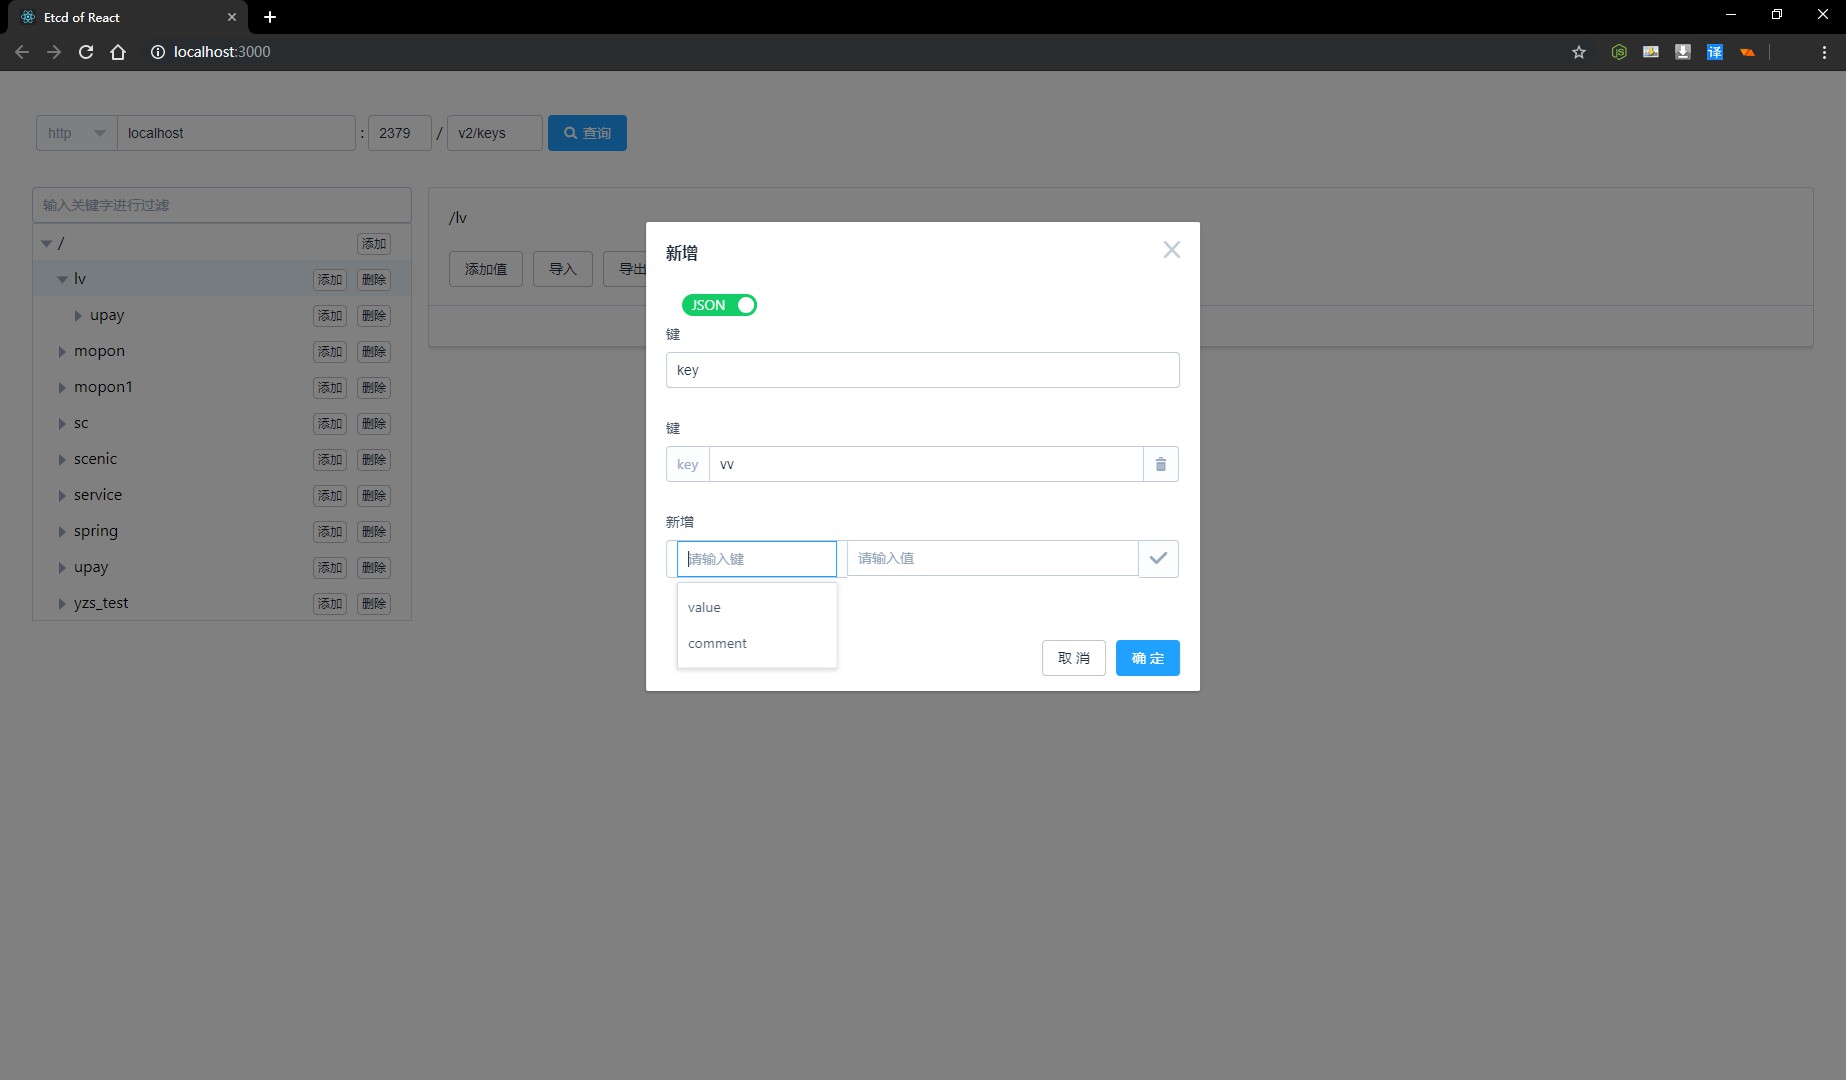 Etcd of React
localhost:3000
JS
译
http
localhost
:
2379
/
v2/keys
查询
输入关键字进行过滤
/ 添加
lv 添加 删除
upay 添加 删除
mopon 添加 删除
mopon1 添加 删除
sc 添加 删除
scenic 添加 删除
service 添加 删除
spring 添加 删除
upay 添加 删除
yzs_test 添加 删除
/lv
添加值 导入 导出
新增
JSON
键
key
键
key vv
新增
请输入键 请输入值
value
comment
取消 确定